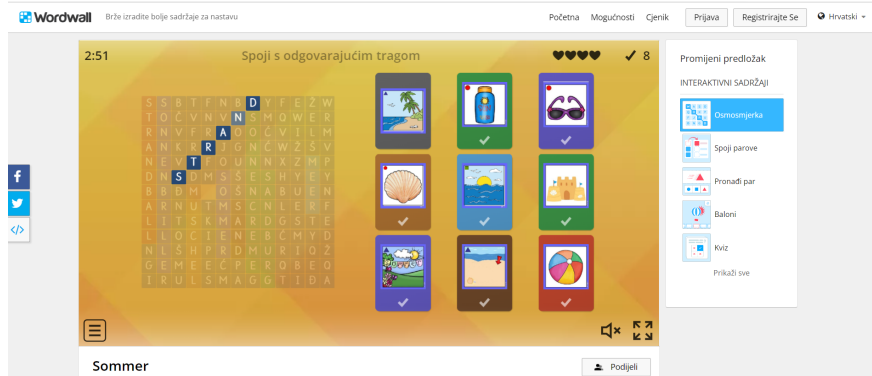 Wordwall Brže izradite bolje sadržaje za nastavu Početna Mogućnosti Cjenik Prijava Registrirajte Se Hrvatski
2:51 Spoji s odgovarajućim tragom 8
S S B T F N B D Y F E Ž W
T O Č V N V N S M U W E R
D N S D M S Š E S H Y E Y
A R N U T M S C N T E R F
L I T S K M A R D G S T E
L L O C I E N E B Č M Y D
N L Š H P R D M U R T O Ž
I R U L S M A G G T U Đ A
Promijeni predložak
INTERAKTIVNI SADRŽAJI
Osmosmjerka
Spoji parove
Pronađi par
Baloni
Kviz
Prikaži sve
Sommer Podijeli